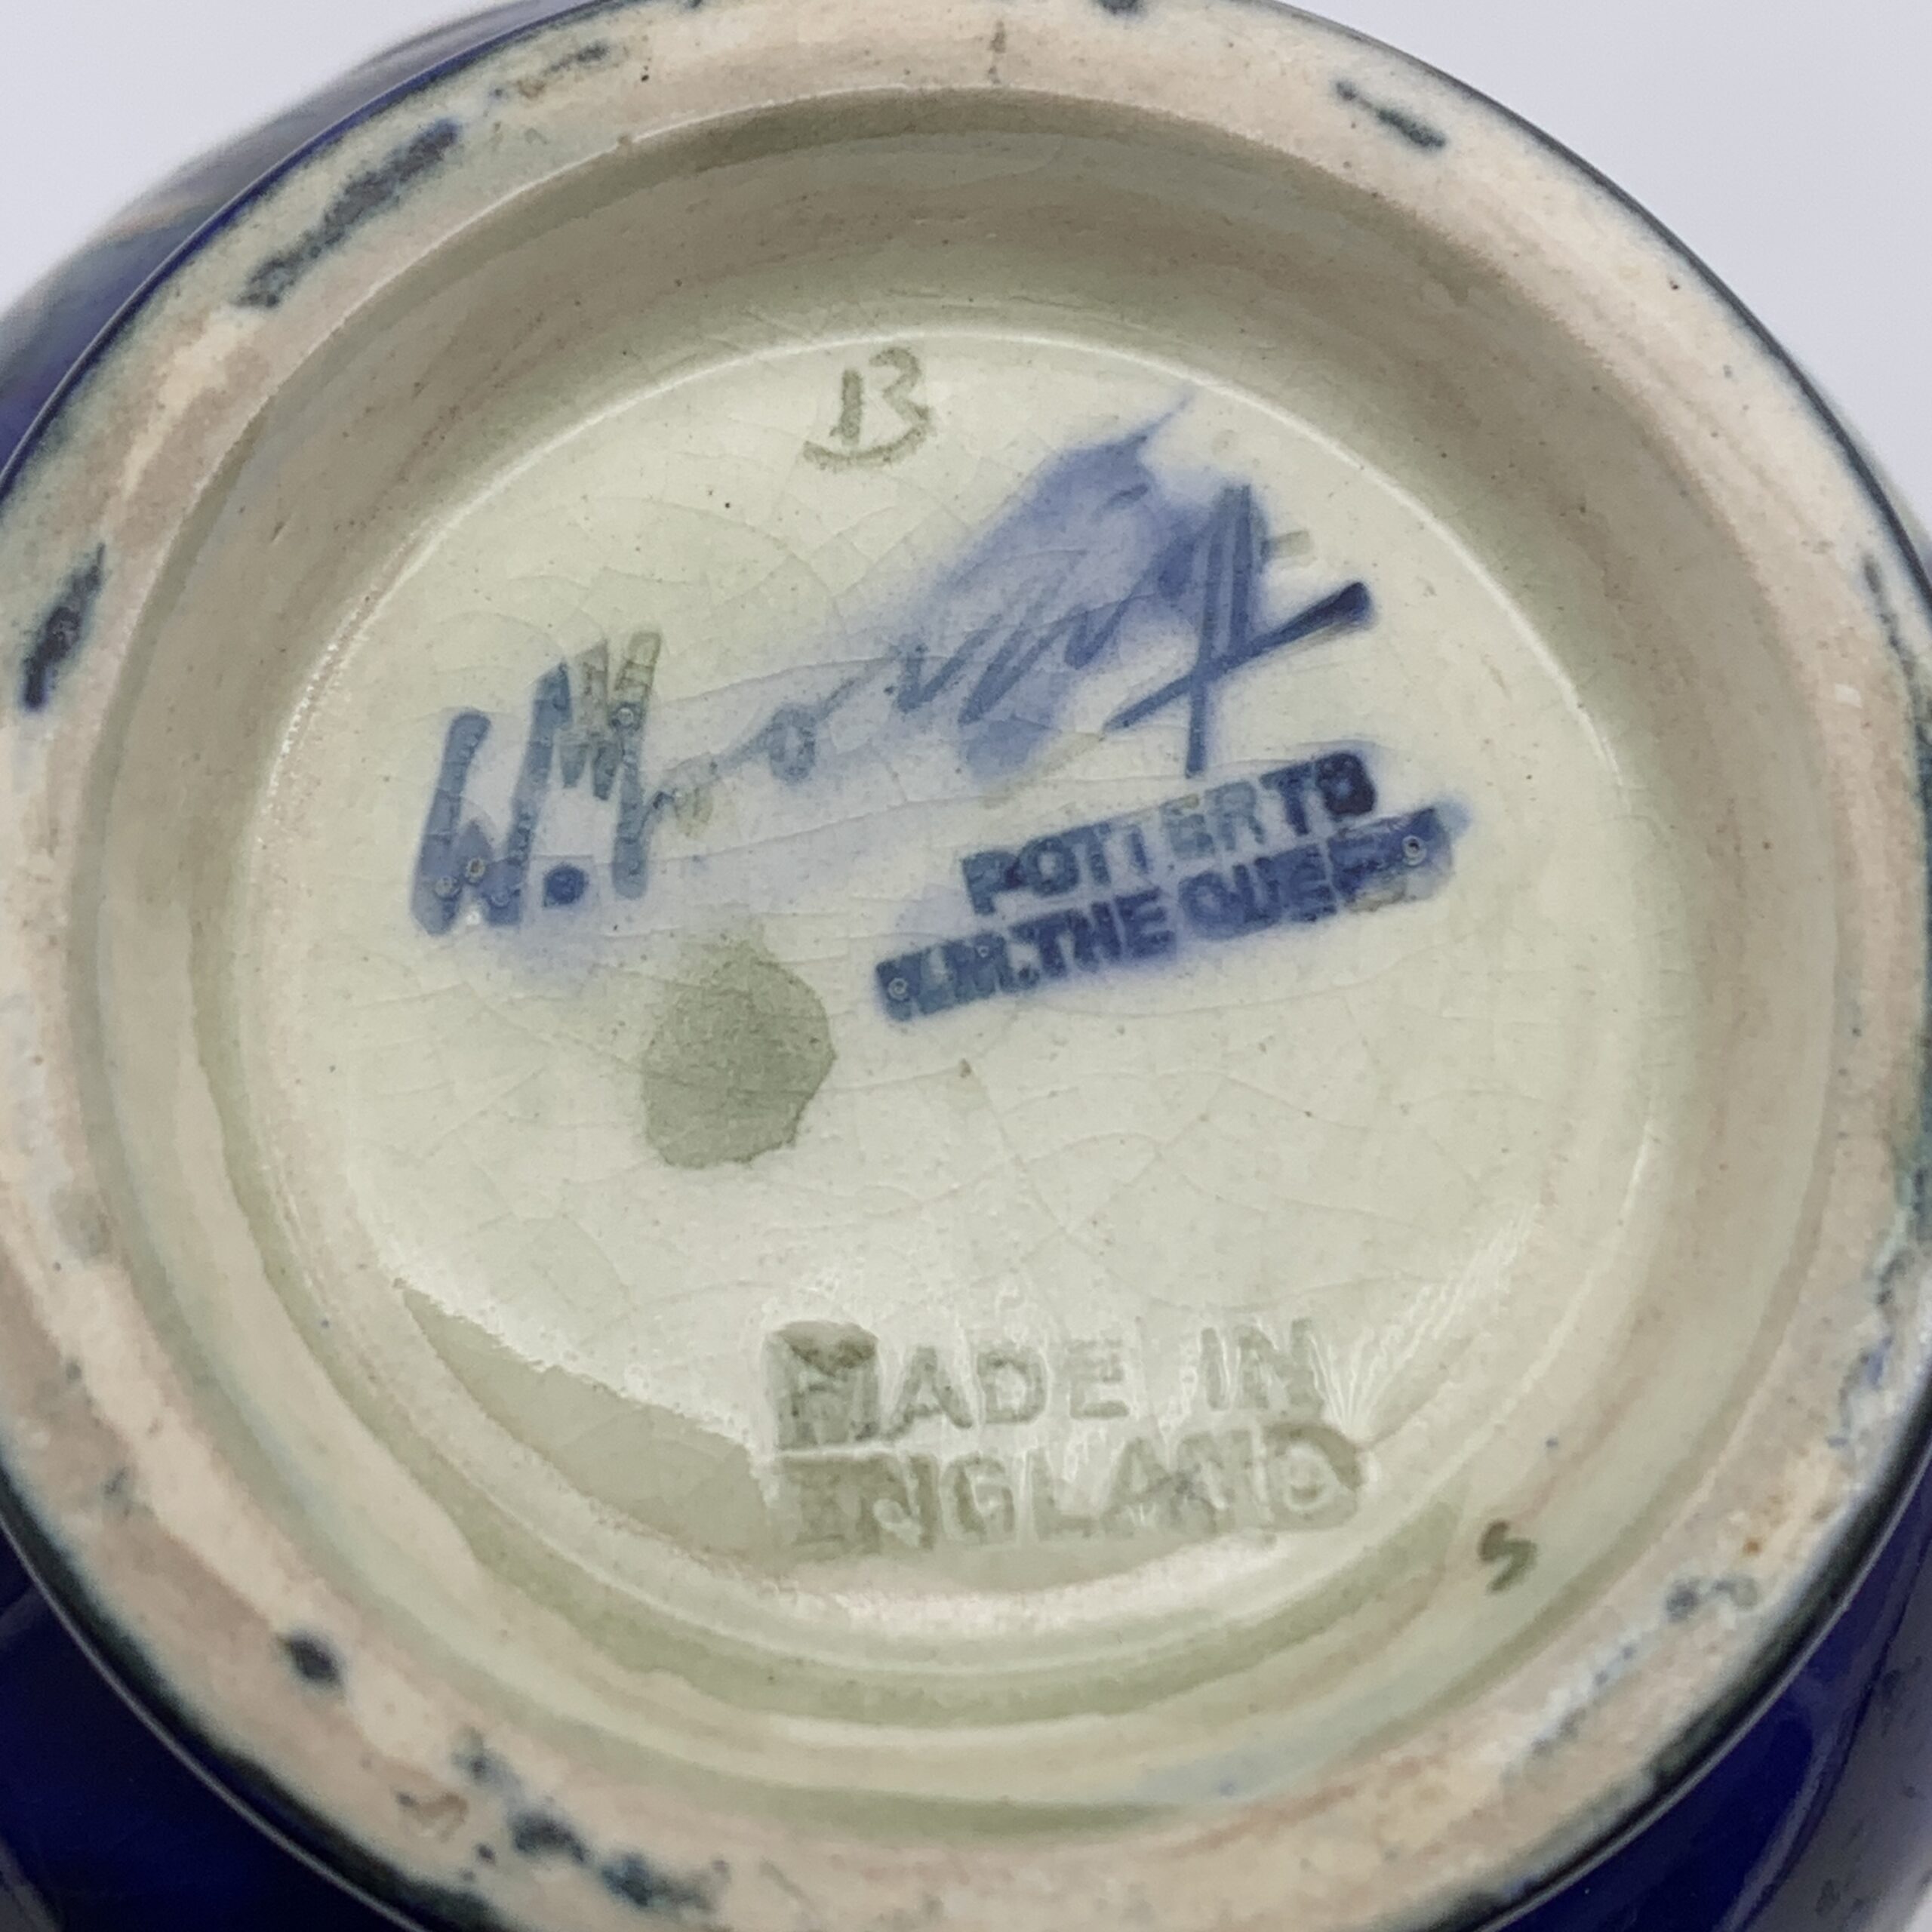 B
W. Moorcroft
POTTER TO
H.M. THE QUEEN
MADE IN
ENGLAND
S